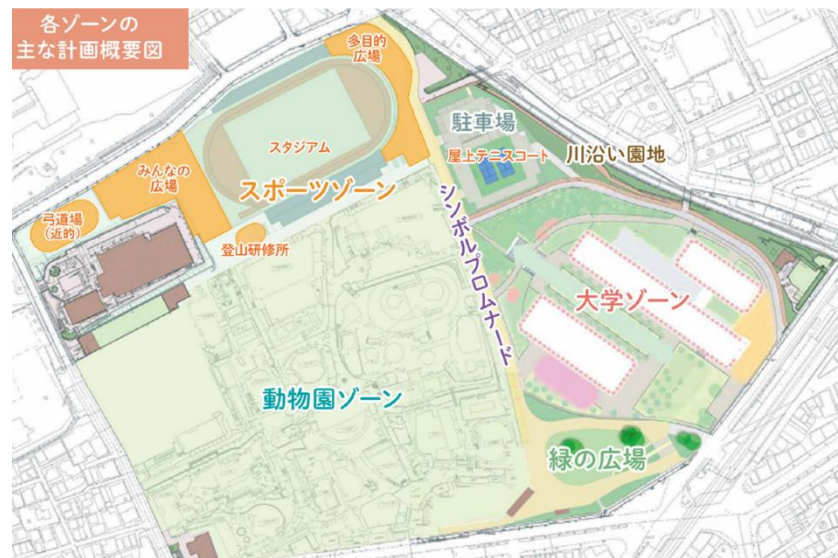 各ゾーンの
主な計画概要図
多目的
広場
駐車場
スタジアム
屋上テニスコート
川沿い園地
みんなの
広場
スポーツゾーン
弓道場
(近的)
登山研修所
シンボルプロムナード
大学ゾーン
動物園ゾーン
緑の広場